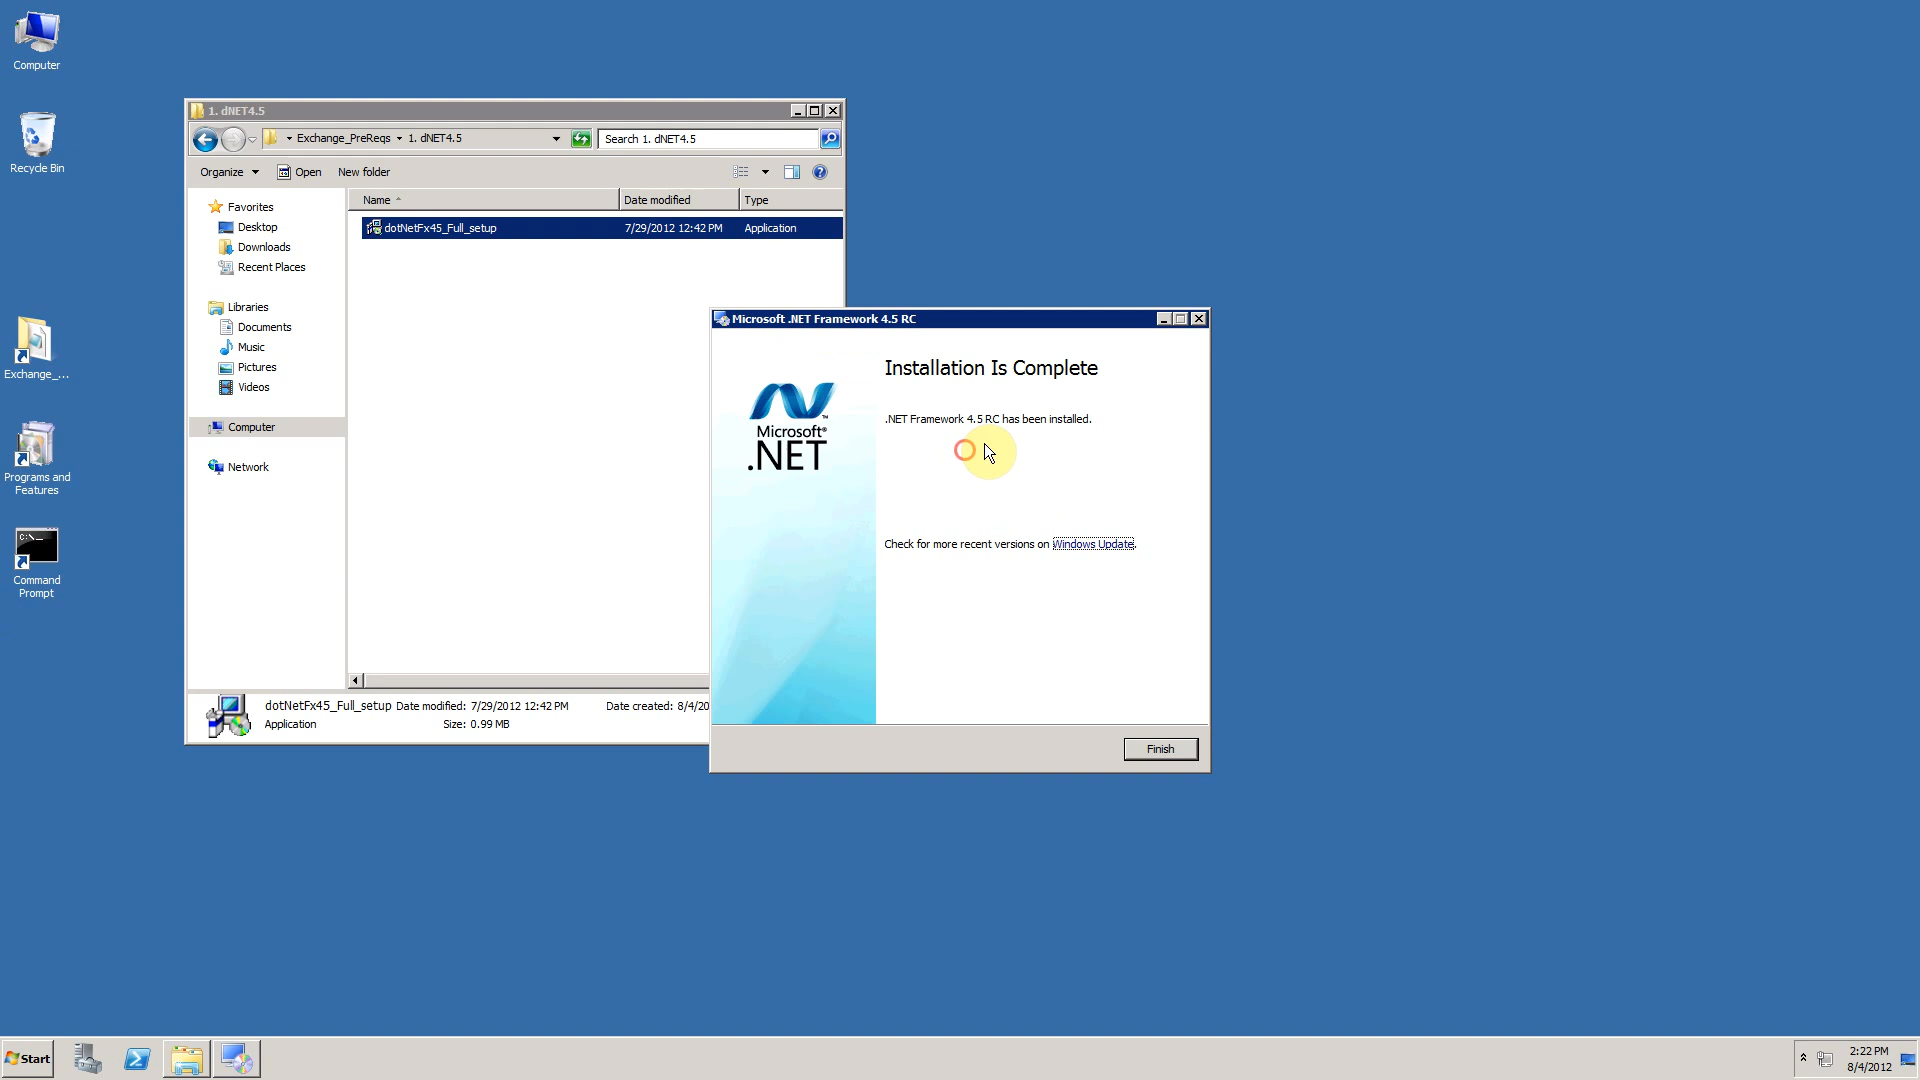 Computer
Recycle Bin
Exchange_...
Programs and
Features
C:\_
Command
Prompt
1. dNET4.5
Exchange_PreReqs
1. dNET4.5
Search 1. dNET4.5
Organize
Open
New folder
Favorites
Desktop
Downloads
Recent Places
Libraries
Documents
Music
Pictures
Videos
Computer
Network
Name
Date modified
Type
dotNetFx45_Full_setup
7/29/2012 12:42 PM
Application
dotNetFx45_Full_setup Date modified: 7/29/2012 12:42 PM
Date created: 8/4/20
Application
Size: 0.99 MB
Microsoft .NET Framework 4.5 RC
Microsoft®
.NET
Installation Is Complete
.NET Framework 4.5 RC has been installed.
Check for more recent versions on Windows Update.
Finish
Start
2:22 PM
8/4/2012